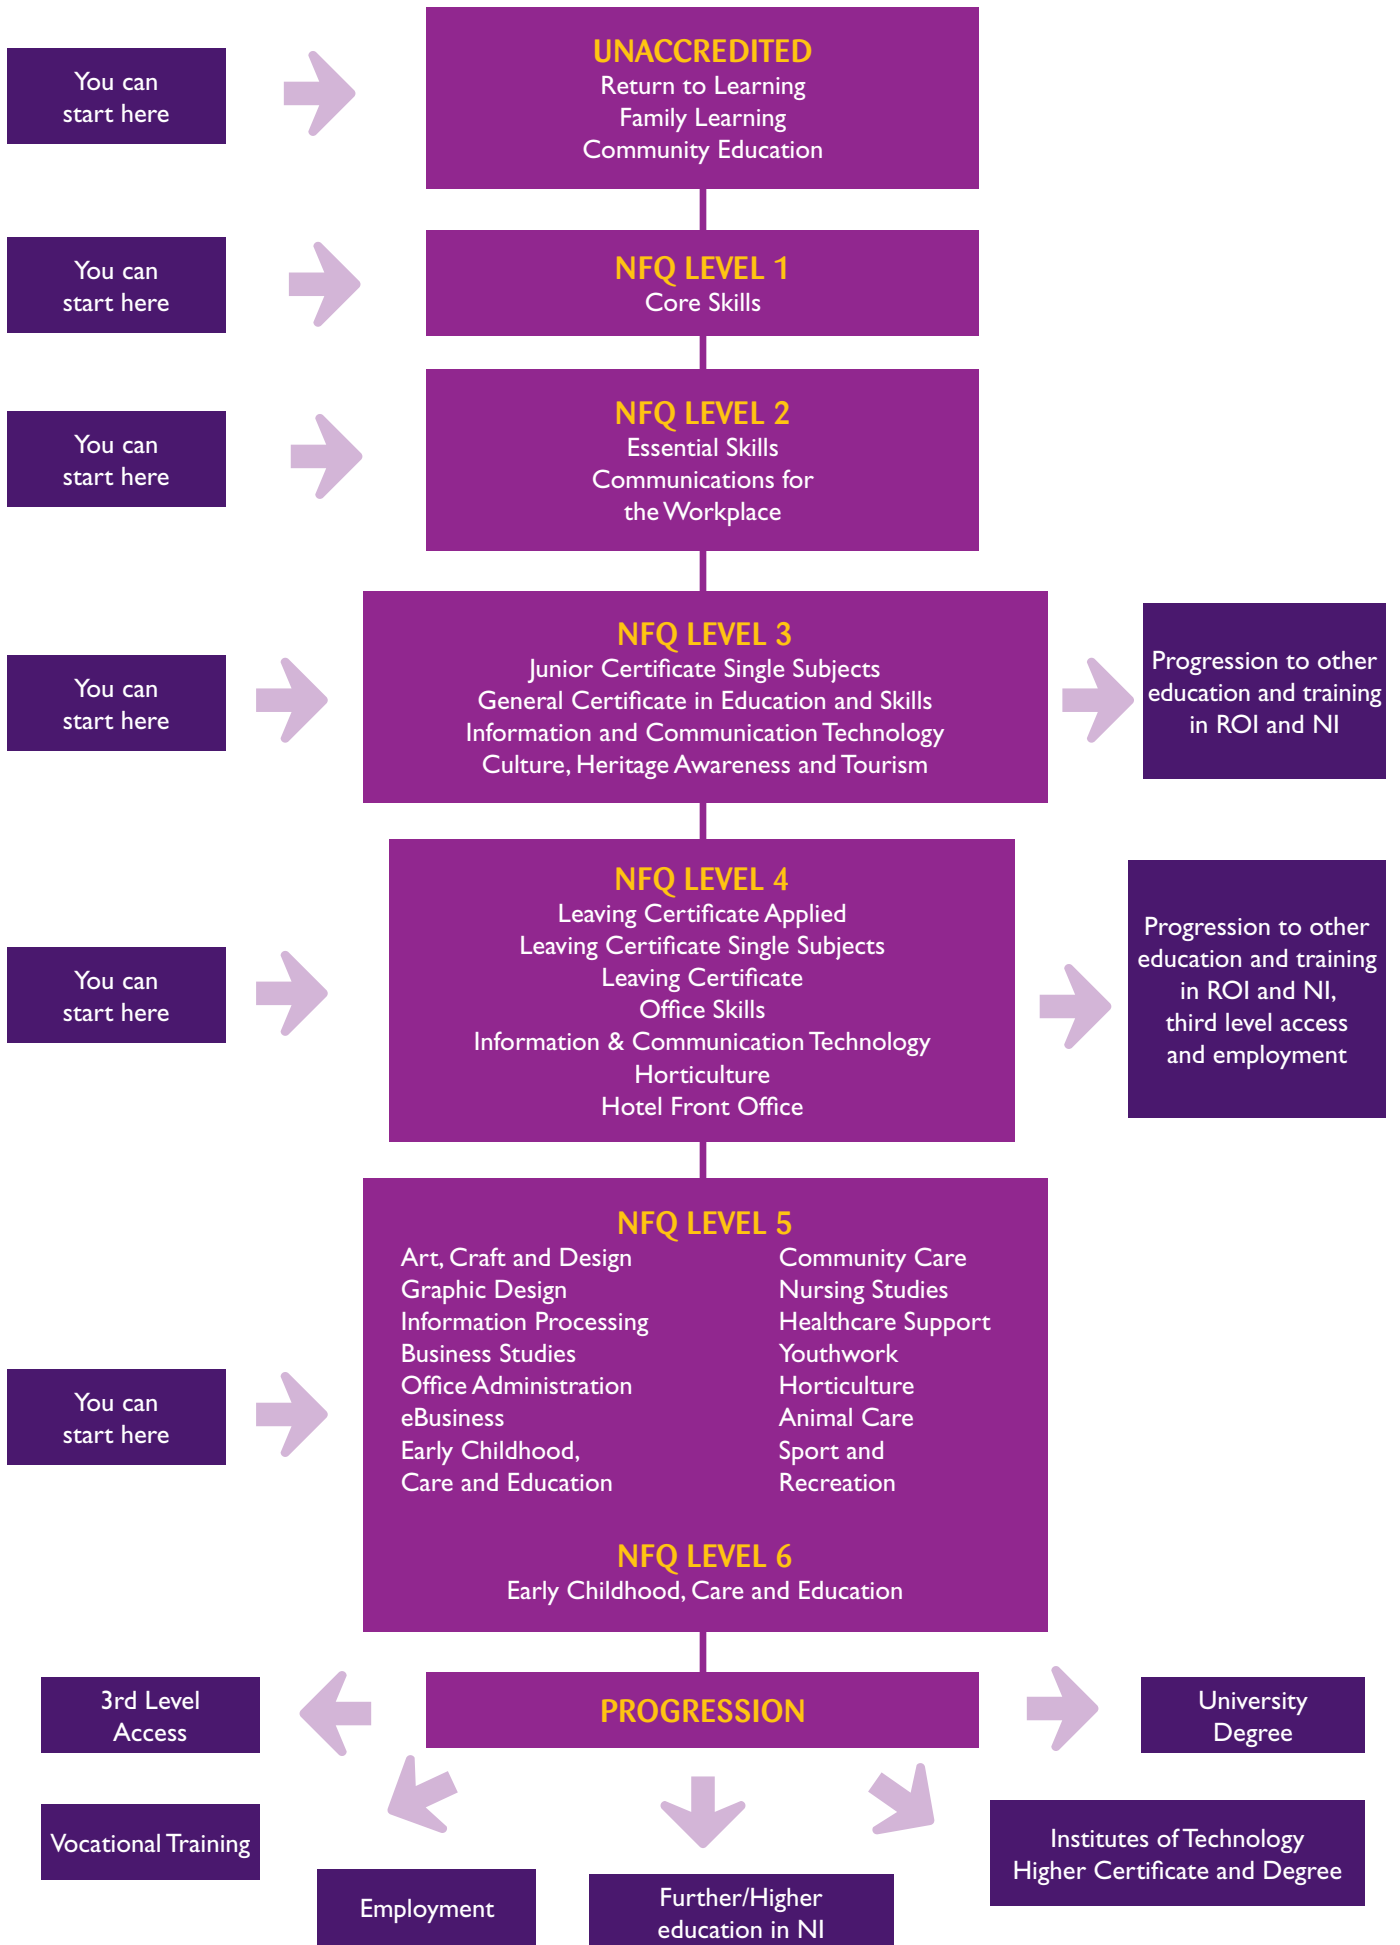 You can
start here
UNACCREDITED
Return to Learning
Family Learning
Community Education
You can
start here
NFQ LEVEL 1
Core Skills
You can
start here
NFQ LEVEL 2
Essential Skills
Communications for
the Workplace
You can
start here
NFQ LEVEL 3
Junior Certificate Single Subjects
General Certificate in Education and Skills
Information and Communication Technology
Culture, Heritage Awareness and Tourism
Progression to other
education and training
in ROI and NI
You can
start here
NFQ LEVEL 4
Leaving Certificate Applied
Leaving Certificate Single Subjects
Leaving Certificate
Office Skills
Information & Communication Technology
Horticulture
Hotel Front Office
Progression to other
education and training
in ROI and NI,
third level access
and employment
You can
start here
NFQ LEVEL 5
Art, Craft and Design
Graphic Design
Information Processing
Business Studies
Office Administration
eBusiness
Early Childhood,
Care and Education
Community Care
Nursing Studies
Healthcare Support
Youthwork
Horticulture
Animal Care
Sport and
Recreation
NFQ LEVEL 6
Early Childhood, Care and Education
PROGRESSION
3rd Level
Access
Vocational Training
Employment
Further/Higher
education in NI
Institutes of Technology
Higher Certificate and Degree
University
Degree